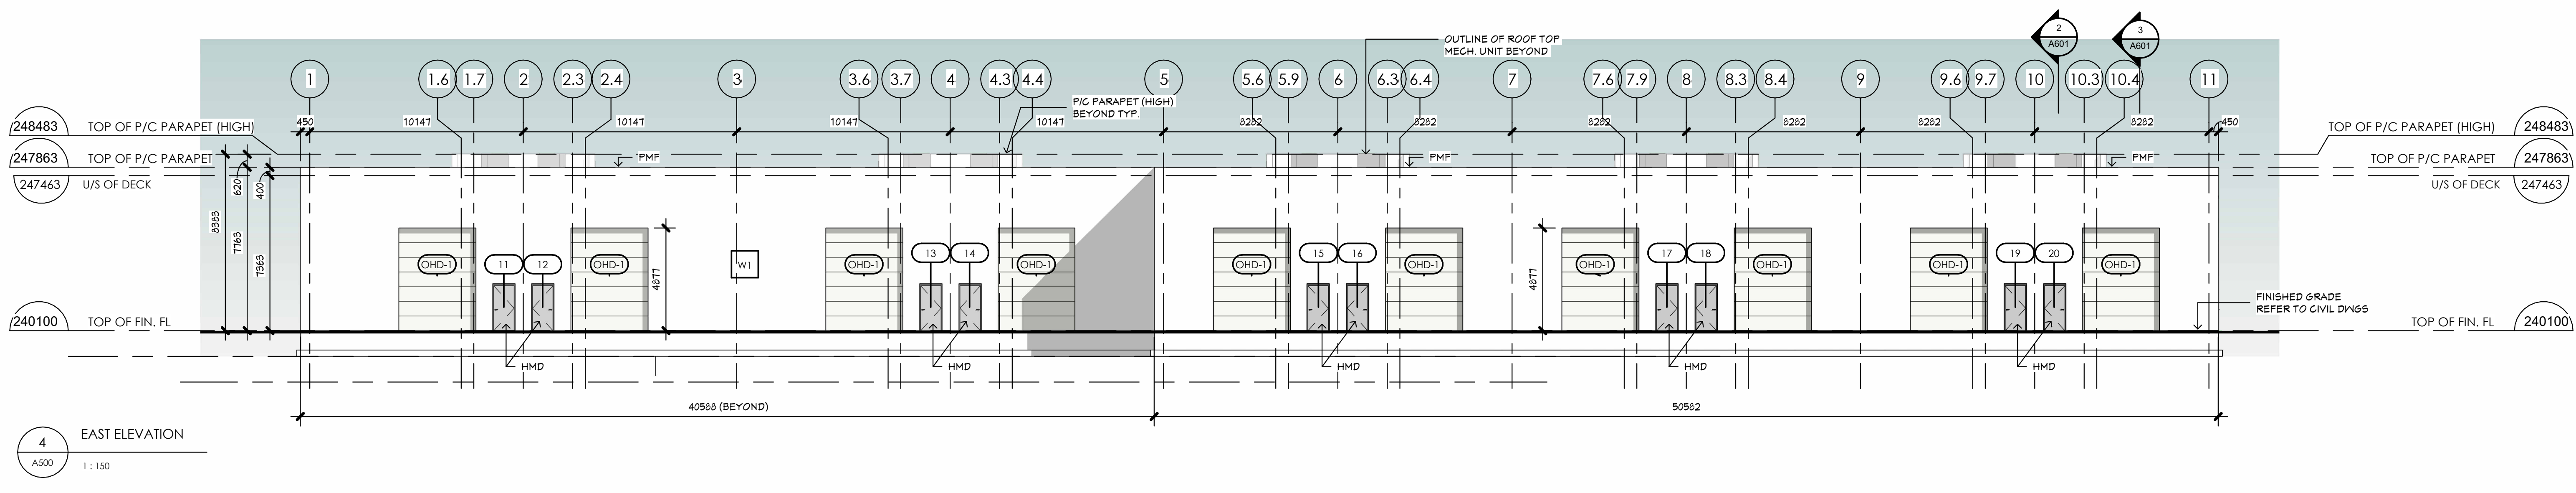 2
A601
3
A601
OUTLINE OF ROOF TOP
MECH. UNIT BEYOND
1 1.6 1.7 2 2.3 2.4 3 3.6 3.7 4 4.3 4.4 5 5.6 5.9 6 6.3 6.4 7 7.6 7.9 8 8.3 8.4 9 9.6 9.7 10 10.3 10.4 11
P/C PARAPET (HIGH)
BEYOND TYP.
450 10147 10147 10147 10147 8282 8282 8282 8282 8282 8282 450
248483 TOP OF P/C PARAPET (HIGH)
TOP OF P/C PARAPET (HIGH) 248483
247863 TOP OF P/C PARAPET
PMF PMF PMF
TOP OF P/C PARAPET 247863
247463 U/S OF DECK
U/S OF DECK 247463
620 400
8383 7763 7363
4877 4877
13 14 15 16 17 18 19 20
OHD-1 11 12 OHD-1 W1 OHD-1 OHD-1 OHD-1 OHD-1 OHD-1 OHD-1 OHD-1 OHD-1
FINISHED GRADE
REFER TO CIVIL DWGS
240100 TOP OF FIN. FL
TOP OF FIN. FL 240100
HMD HMD HMD HMD HMD
40588 (BEYOND) 50582
4
A500
EAST ELEVATION
1 : 150